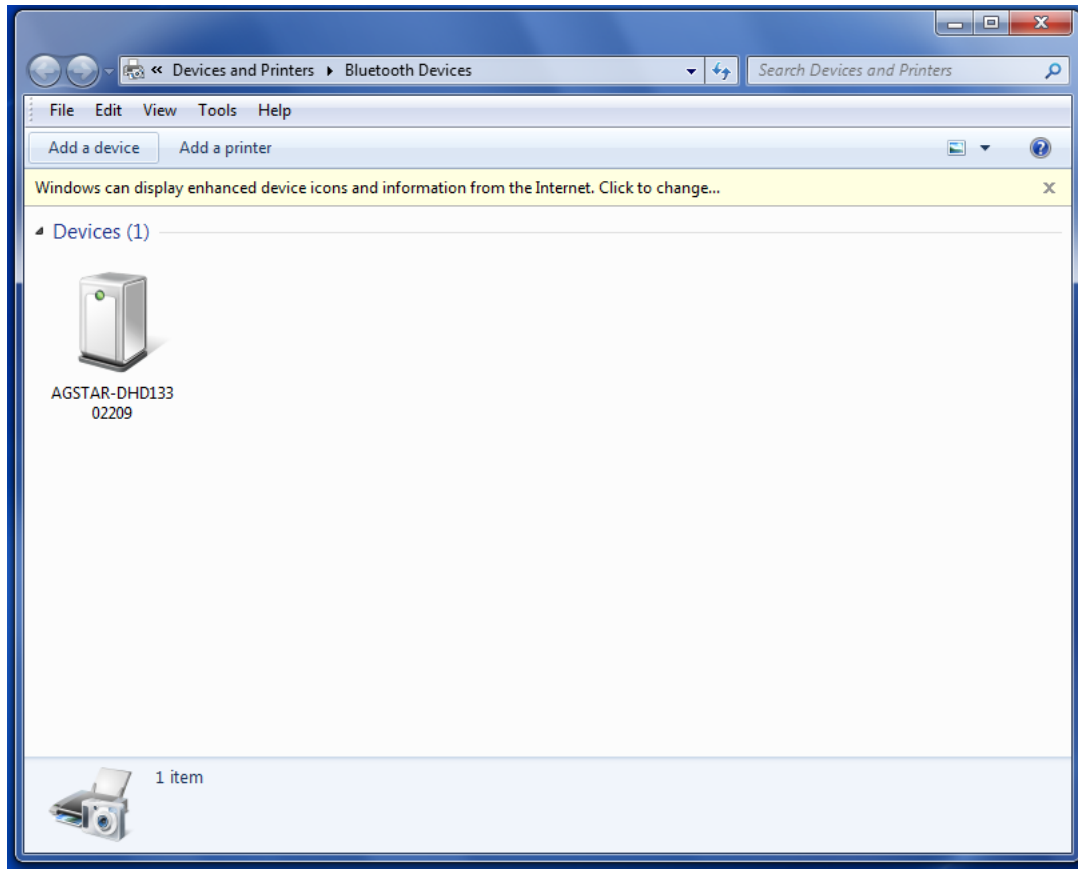 « Devices and Printers ▸ Bluetooth Devices
Search Devices and Printers
File Edit View Tools Help
Add a device Add a printer
Windows can display enhanced device icons and information from the Internet. Click to change...
Devices (1)
AGSTAR-DHD133
02209
1 item